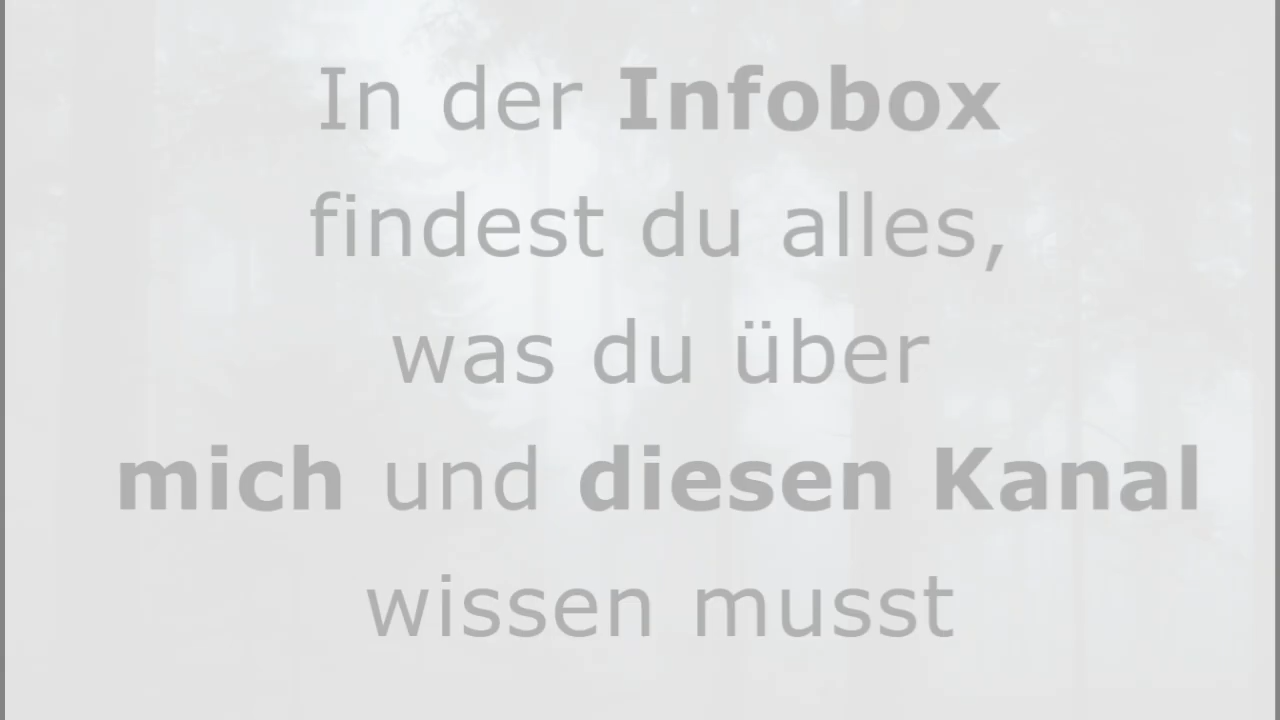 In der Infobox
findest du alles,
was du über
mich und diesen Kanal
wissen musst